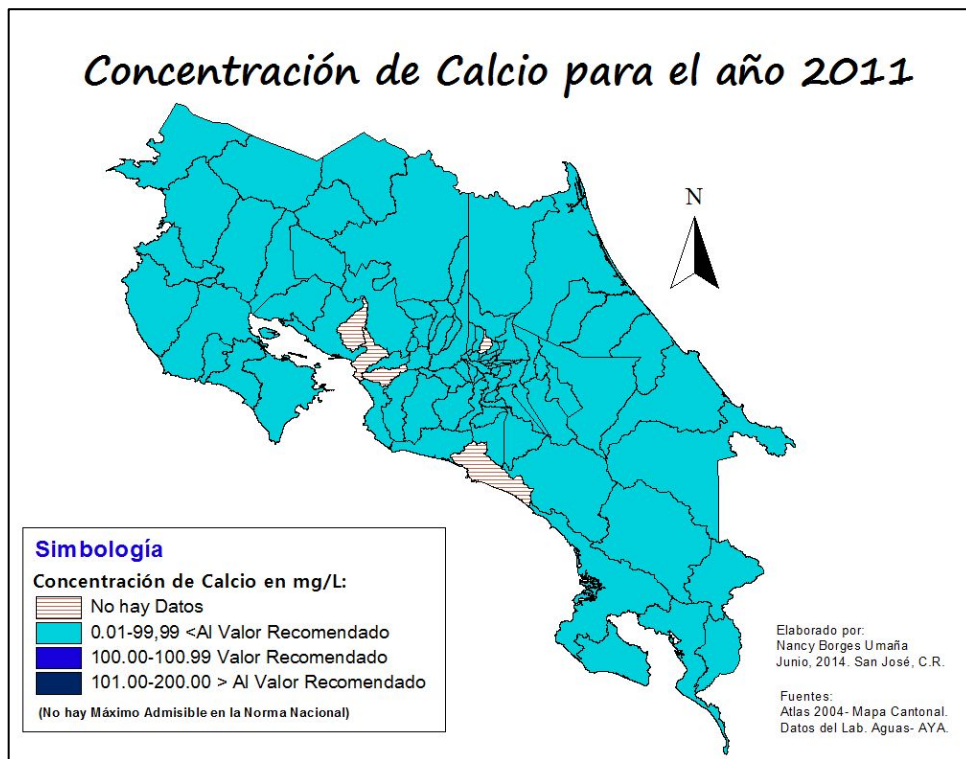 Concentración de Calcio para el año 2011
N
Simbología
Concentración de Calcio en mg/L:
No hay Datos
0.01-99,99 <Al Valor Recomendado
100.00-100.99 Valor Recomendado
101.00-200.00 > Al Valor Recomendado
(No hay Máximo Admisible en la Norma Nacional)
Elaborado por:
Nancy Borges Umaña
Junio, 2014. San José, C.R.
Fuentes:
Atlas 2004- Mapa Cantonal.
Datos del Lab. Aguas- AYA.